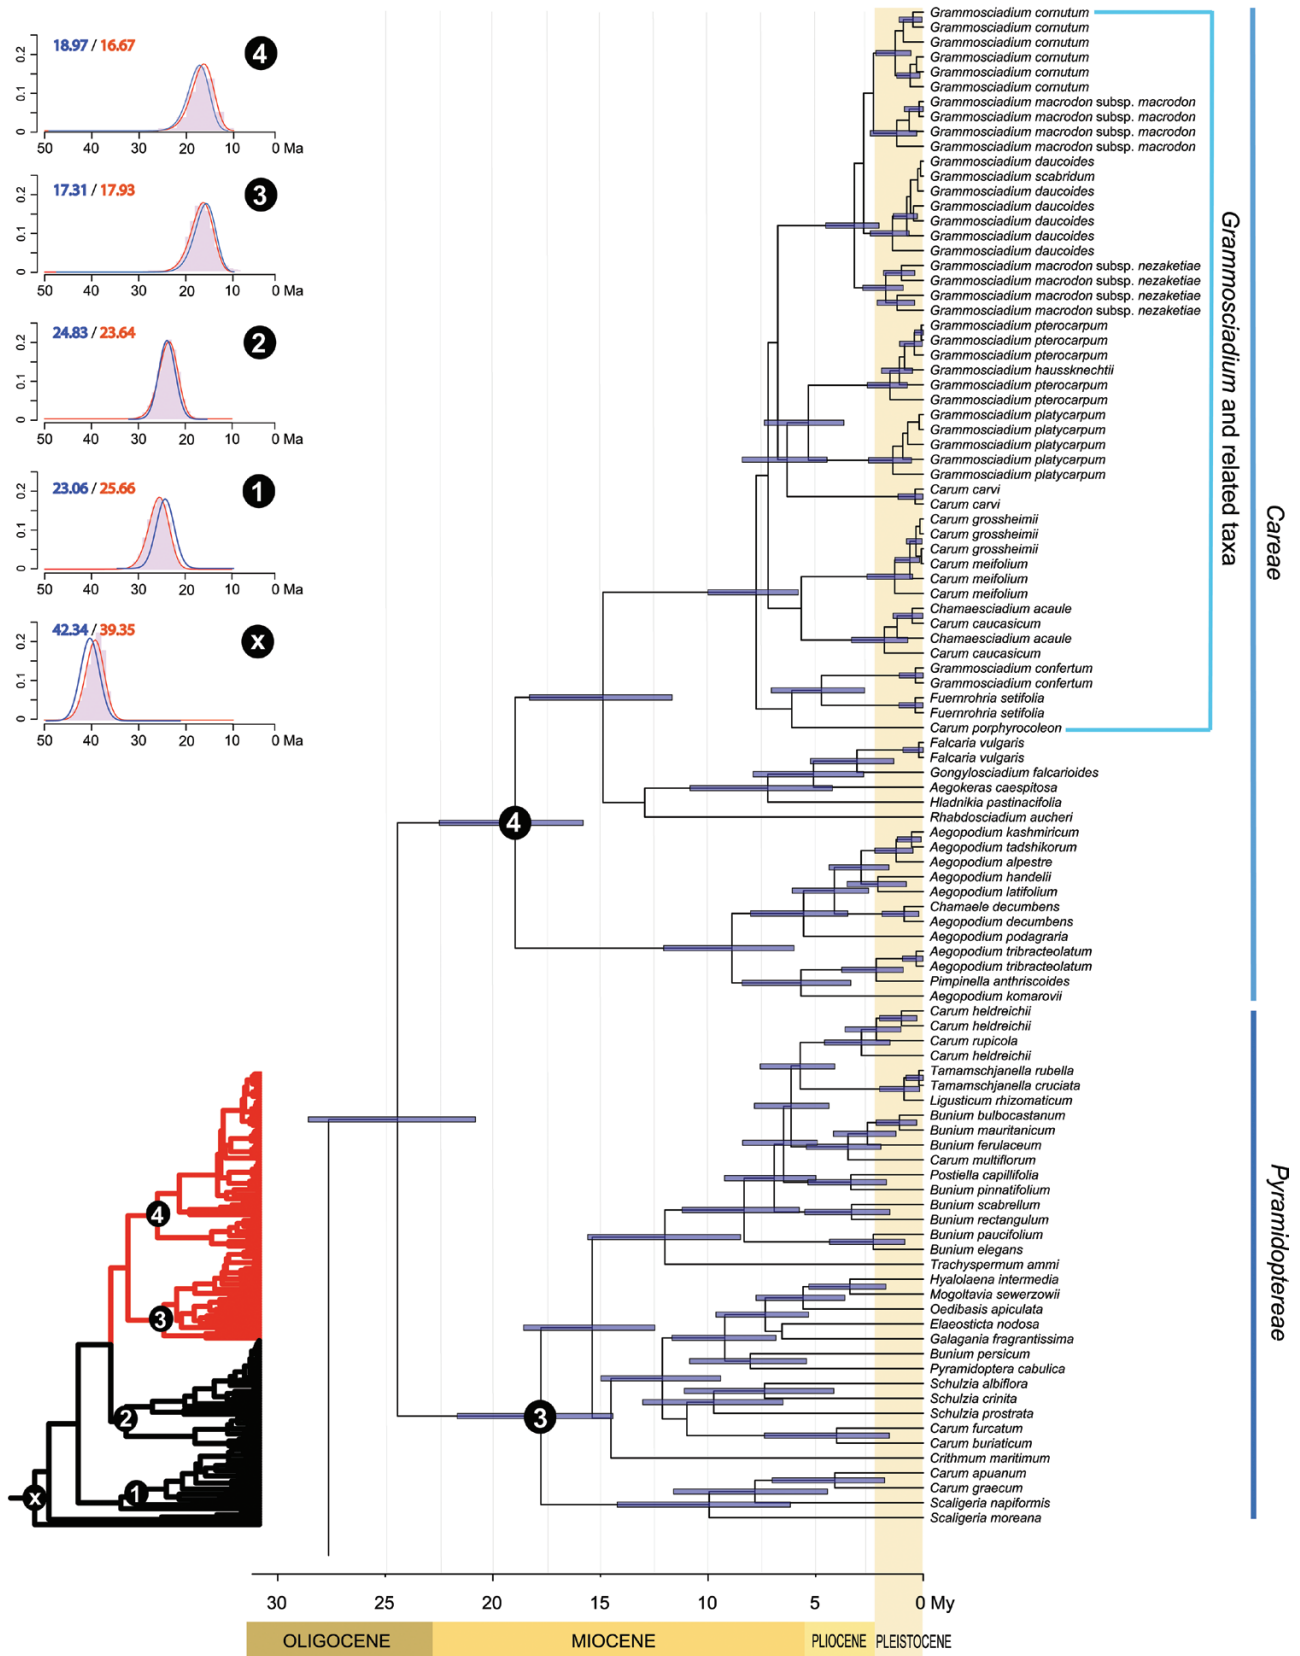 18.97 / 16.67
4
0.2
0.1
0
50 40 30 20 10 0 Ma
17.31 / 17.93
3
0.2
0.1
0
50 40 30 20 10 0 Ma
24.83 / 23.64
2
0.2
0.1
0
50 40 30 20 10 0 Ma
23.06 / 25.66
1
0.2
0.1
0
50 40 30 20 10 0 Ma
42.34 / 39.35
x
0.2
0.1
0
50 40 30 20 10 0 Ma
Grammosciadium cornutum
Grammosciadium cornutum
Grammosciadium cornutum
Grammosciadium cornutum
Grammosciadium cornutum
Grammosciadium cornutum
Grammosciadium macrodon subsp. macrodon
Grammosciadium macrodon subsp. macrodon
Grammosciadium macrodon subsp. macrodon
Grammosciadium macrodon subsp. macrodon
Grammosciadium daucoides
Grammosciadium scabridum
Grammosciadium daucoides
Grammosciadium daucoides
Grammosciadium daucoides
Grammosciadium daucoides
Grammosciadium daucoides
Grammosciadium macrodon subsp. nezaketiae
Grammosciadium macrodon subsp. nezaketiae
Grammosciadium macrodon subsp. nezaketiae
Grammosciadium macrodon subsp. nezaketiae
Grammosciadium pterocarpum
Grammosciadium pterocarpum
Grammosciadium pterocarpum
Grammosciadium haussknechtii
Grammosciadium pterocarpum
Grammosciadium pterocarpum
Grammosciadium platycarpum
Grammosciadium platycarpum
Grammosciadium platycarpum
Grammosciadium platycarpum
Grammosciadium platycarpum
Carum carvi
Carum carvi
Carum grossheimii
Carum grossheimii
Carum grossheimii
Carum meifolium
Carum meifolium
Carum meifolium
Chamaesciadium acaule
Carum caucasicum
Chamaesciadium acaule
Carum caucasicum
Grammosciadium confertum
Grammosciadium confertum
Fuernrohria setifolia
Fuernrohria setifolia
Carum porphyrocoleon
Falcaria vulgaris
Falcaria vulgaris
Gongylosciadium falcarioides
Aegokeras caespitosa
Hladnikia pastinacifolia
Rhabdosciadium aucheri
Aegopodium kashmiricum
Aegopodium tadshikorum
Aegopodium alpestre
Aegopodium handelii
Aegopodium latifolium
Chamaele decumbens
Aegopodium decumbens
Aegopodium podagraria
Aegopodium tribracteolatum
Aegopodium tribracteolatum
Pimpinella anthriscoides
Aegopodium komarovii
Carum heldreichii
Carum heldreichii
Carum rupicola
Carum heldreichii
Tamamschjanella rubella
Tamamschjanella cruciata
Ligusticum rhizomaticum
Bunium bulbocastanum
Bunium mauritanicum
Bunium ferulaceum
Carum multiflorum
Postiella capillifolia
Bunium pinnatifolium
Bunium scabrellum
Bunium rectangulum
Bunium paucifolium
Bunium elegans
Trachyspermum ammi
Hyalolaena intermedia
Mogoltavia sewerzowii
Oedibasis apiculata
Elaeosticta nodosa
Galagania fragrantissima
Bunium persicum
Pyramidoptera cabulica
Schulzia albiflora
Schulzia crinita
Schulzia prostrata
Carum furcatum
Carum buriaticum
Crithmum maritimum
Carum apuanum
Carum graecum
Scaligeria napiformis
Scaligeria moreana
Grammosciadium and related taxa
Careae
Pyramidoptereae
4
3
4
3
2
1
x
30 25 20 15 10 5 0 My
OLIGOCENE MIOCENE PLIOCENE PLEISTOCENE